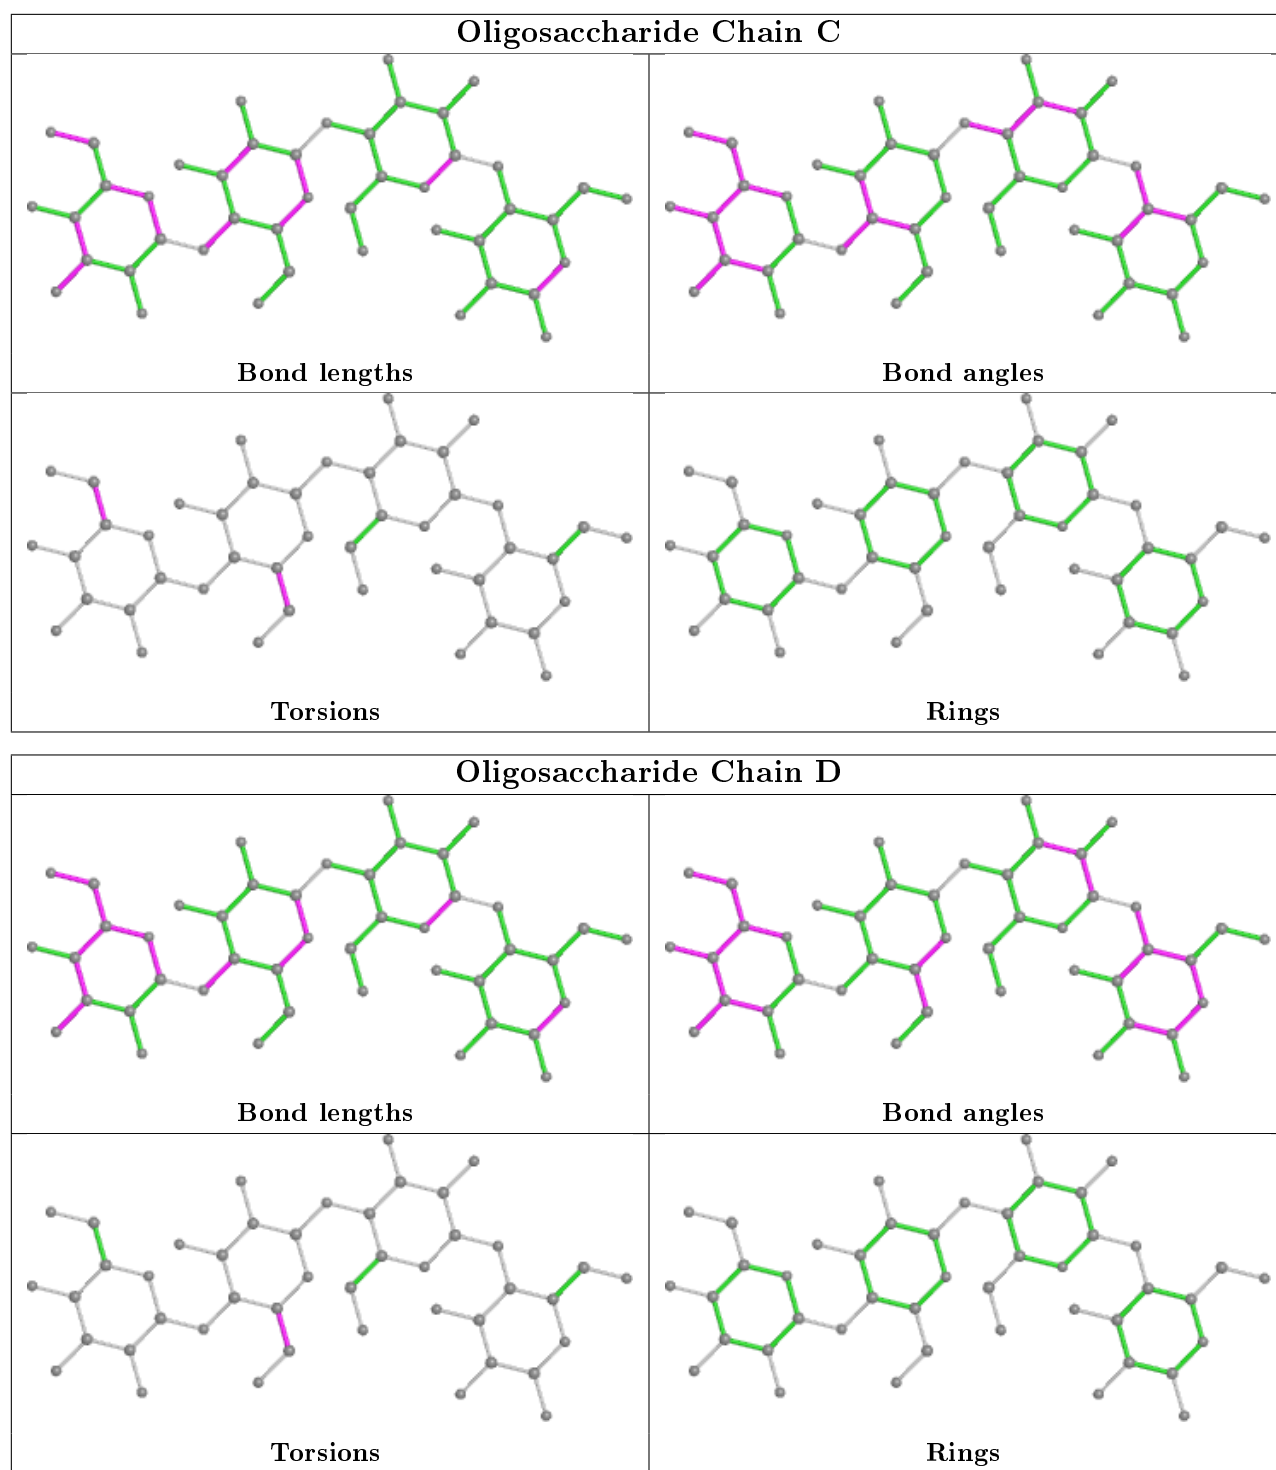 Oligosaccharide Chain C
Bond lengths
Bond angles
Torsions
Rings
Oligosaccharide Chain D
Bond lengths
Bond angles
Torsions
Rings